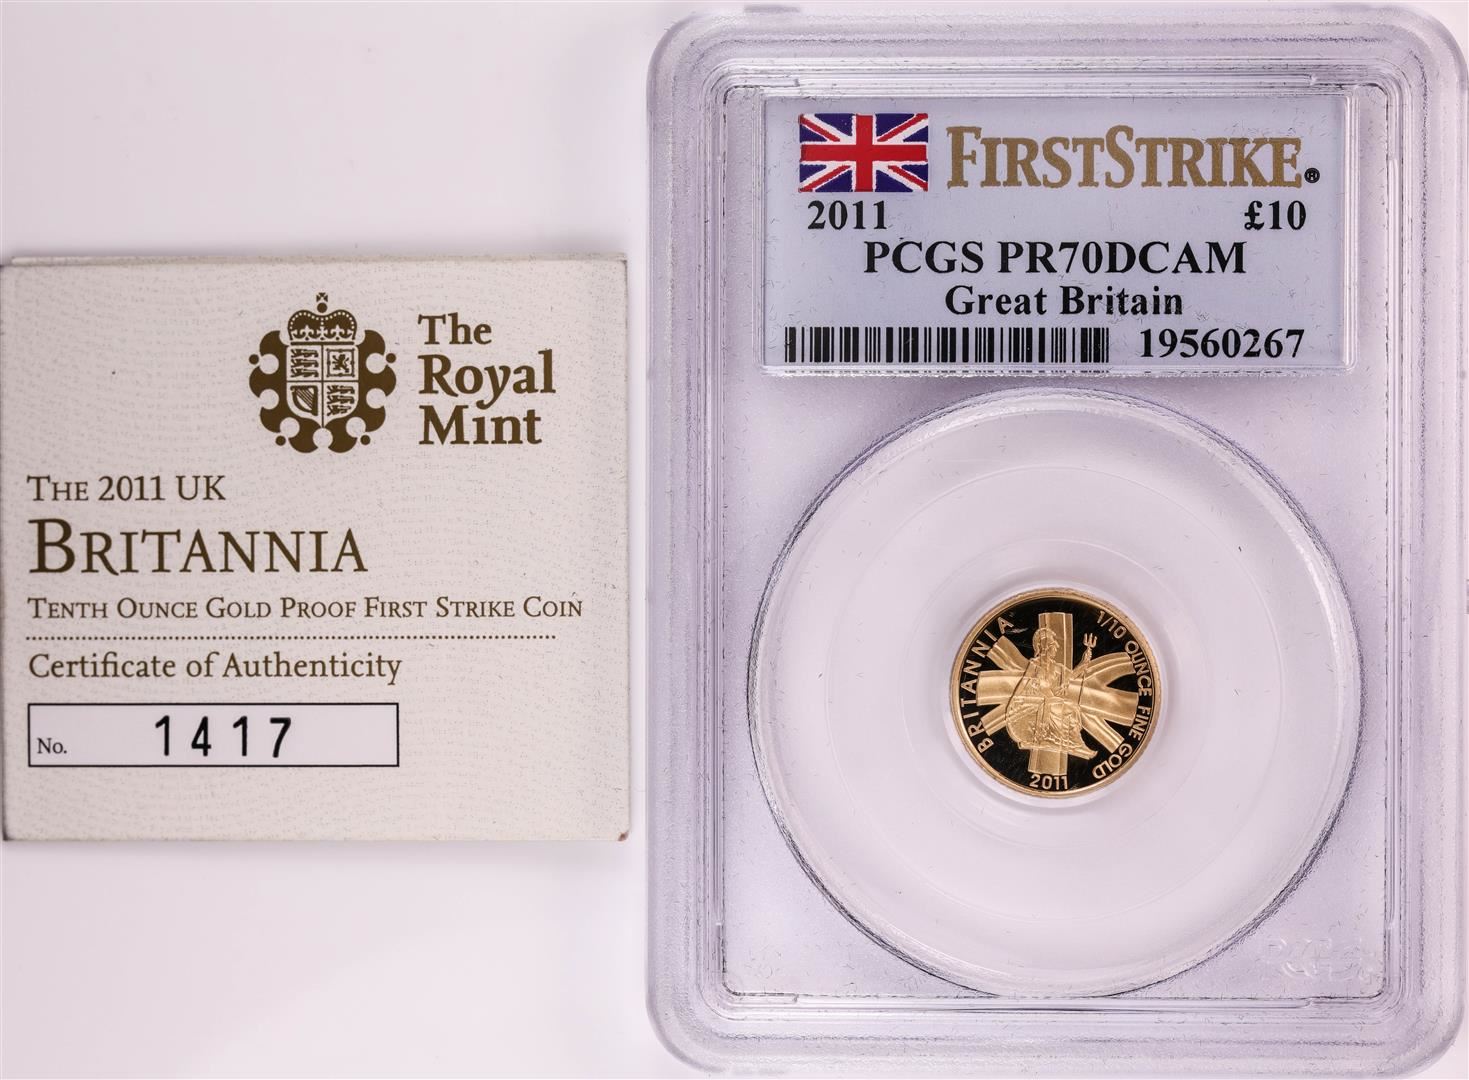 The
Royal
Mint
THE 2011 UK
BRITANNIA
TENTH OUNCE GOLD PROOF FIRST STRIKE COIN
Certificate of Authenticity
No. 1417
FIRSTSTRIKE®
2011 £10
PCGS PR70DCAM
Great Britain
19560267
BRITANNIA
1/10 OUNCE FINE GOLD
2011
PCGS